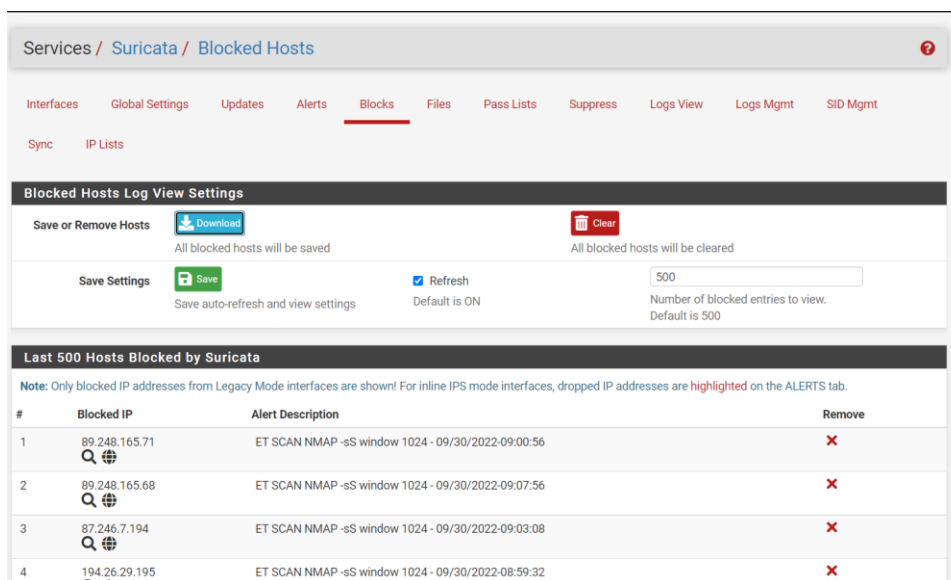 Services / Suricata / Blocked Hosts
Interfaces Global Settings Updates Alerts Blocks Files Pass Lists Suppress Logs View Logs Mgmt SID Mgmt
Sync IP Lists
Blocked Hosts Log View Settings
Save or Remove Hosts Download Clear
All blocked hosts will be saved All blocked hosts will be cleared
Save Settings Save Refresh 500
Save auto-refresh and view settings Default is ON Number of blocked entries to view.
Default is 500
Last 500 Hosts Blocked by Suricata
Note: Only blocked IP addresses from Legacy Mode interfaces are shown! For inline IPS mode interfaces, dropped IP addresses are highlighted on the ALERTS tab.
# Blocked IP Alert Description Remove
1 89.248.165.71 ET SCAN NMAP -sS window 1024 - 09/30/2022-09:00:56
2 89.248.165.68 ET SCAN NMAP -sS window 1024 - 09/30/2022-09:07:56
3 87.246.7.194 ET SCAN NMAP -sS window 1024 - 09/30/2022-09:03:08
4 194.26.29.195 ET SCAN NMAP -sS window 1024 - 09/30/2022-08:59:32